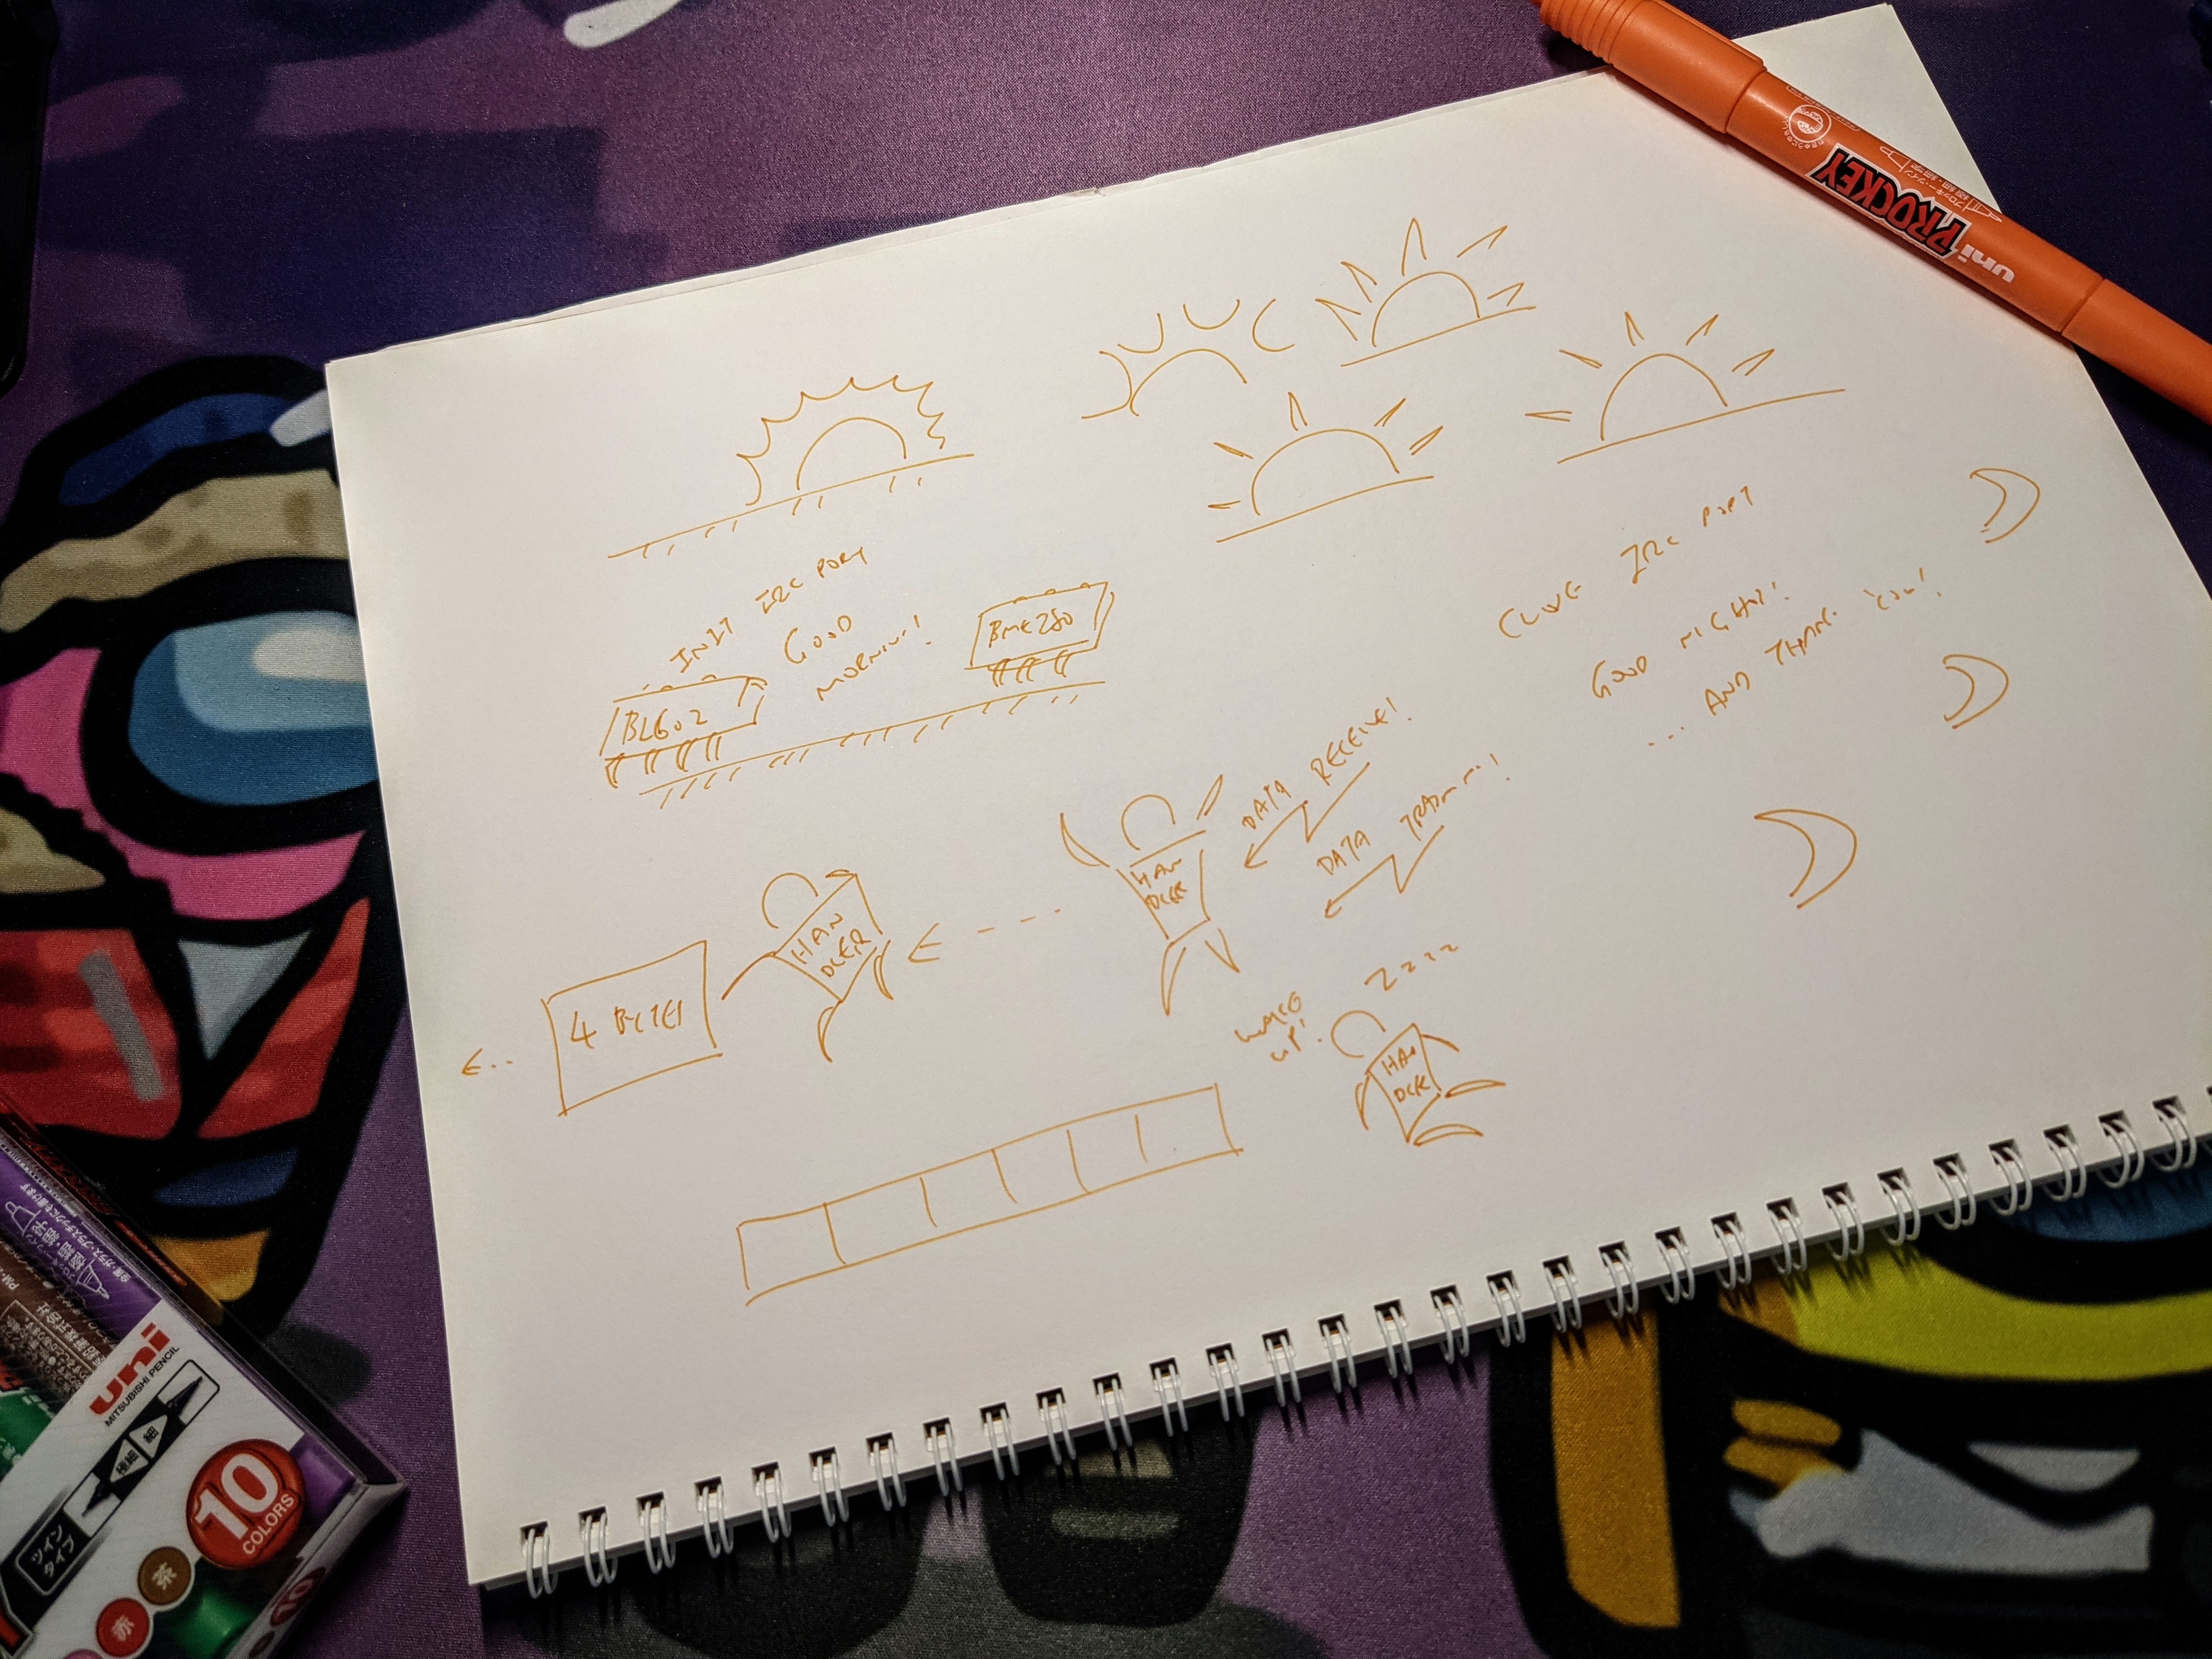 INIT I2C PORT
GOOD
MORNING!
BL602
BME280
CLOSE I2C PORT
GOOD NIGHT!
... AND THANK YOU!
DATA RECEIVE!
DATA TRANSMIT!
HAN
DLER
HAN
DLER
4 BYTES
WAKE
UP!
ZZZZ
HAN
DLER
uni PROCKEY
uni
MITSUBISHI PENCIL
極細 細
ツイン
タイプ
10
COLORS
茶
赤